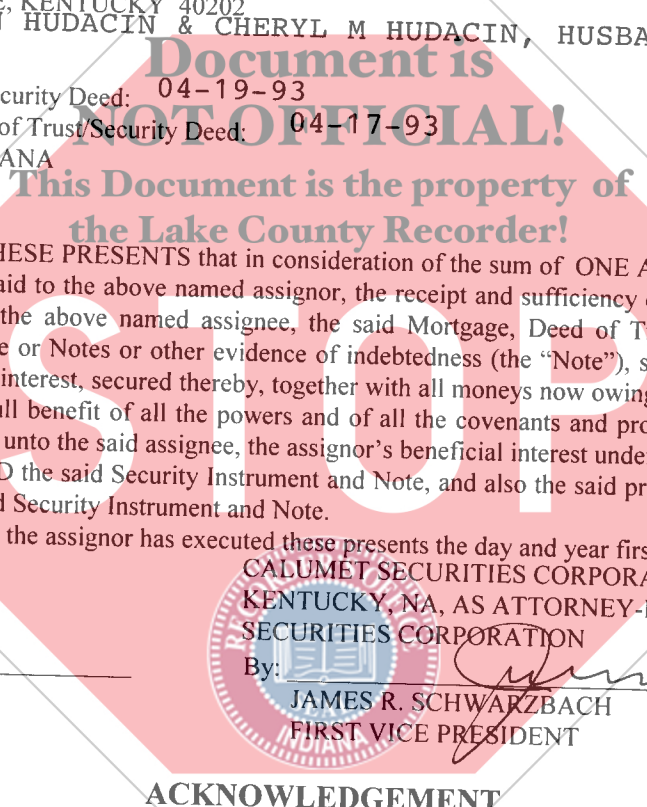 E, KENTUCKY 40202
N HUDACIN & CHERYL M HUDACIN, HUSBA
Document is
curity Deed: 04-19-93
NOT OFFICIAL!
of Trust/Security Deed: 04-17-93
ANA
This Document is the property of
the Lake County Recorder!
HESE PRESENTS that in consideration of the sum of ONE A
aid to the above named assignor, the receipt and sufficiency
the above named assignee, the said Mortgage, Deed of T
e or Notes or other evidence of indebtedness (the “Note”), s
interest, secured thereby, together with all moneys now owing
ull benefit of all the powers and of all the covenants and pro
unto the said assignee, the assignor’s beneficial interest unde
D the said Security Instrument and Note, and also the said pr
d Security Instrument and Note.
the assignor has executed these presents the day and year firs
STOP
CALUMET SECURITIES CORPORA
KENTUCKY, NA, AS ATTORNEY-
SECURITIES CORPORATION
By:
JAMES R. SCHWARZBACH
FIRST VICE PRESIDENT
RECORDER'S OFFICE
SEAL
INDIANA
ACKNOWLEDGEMENT